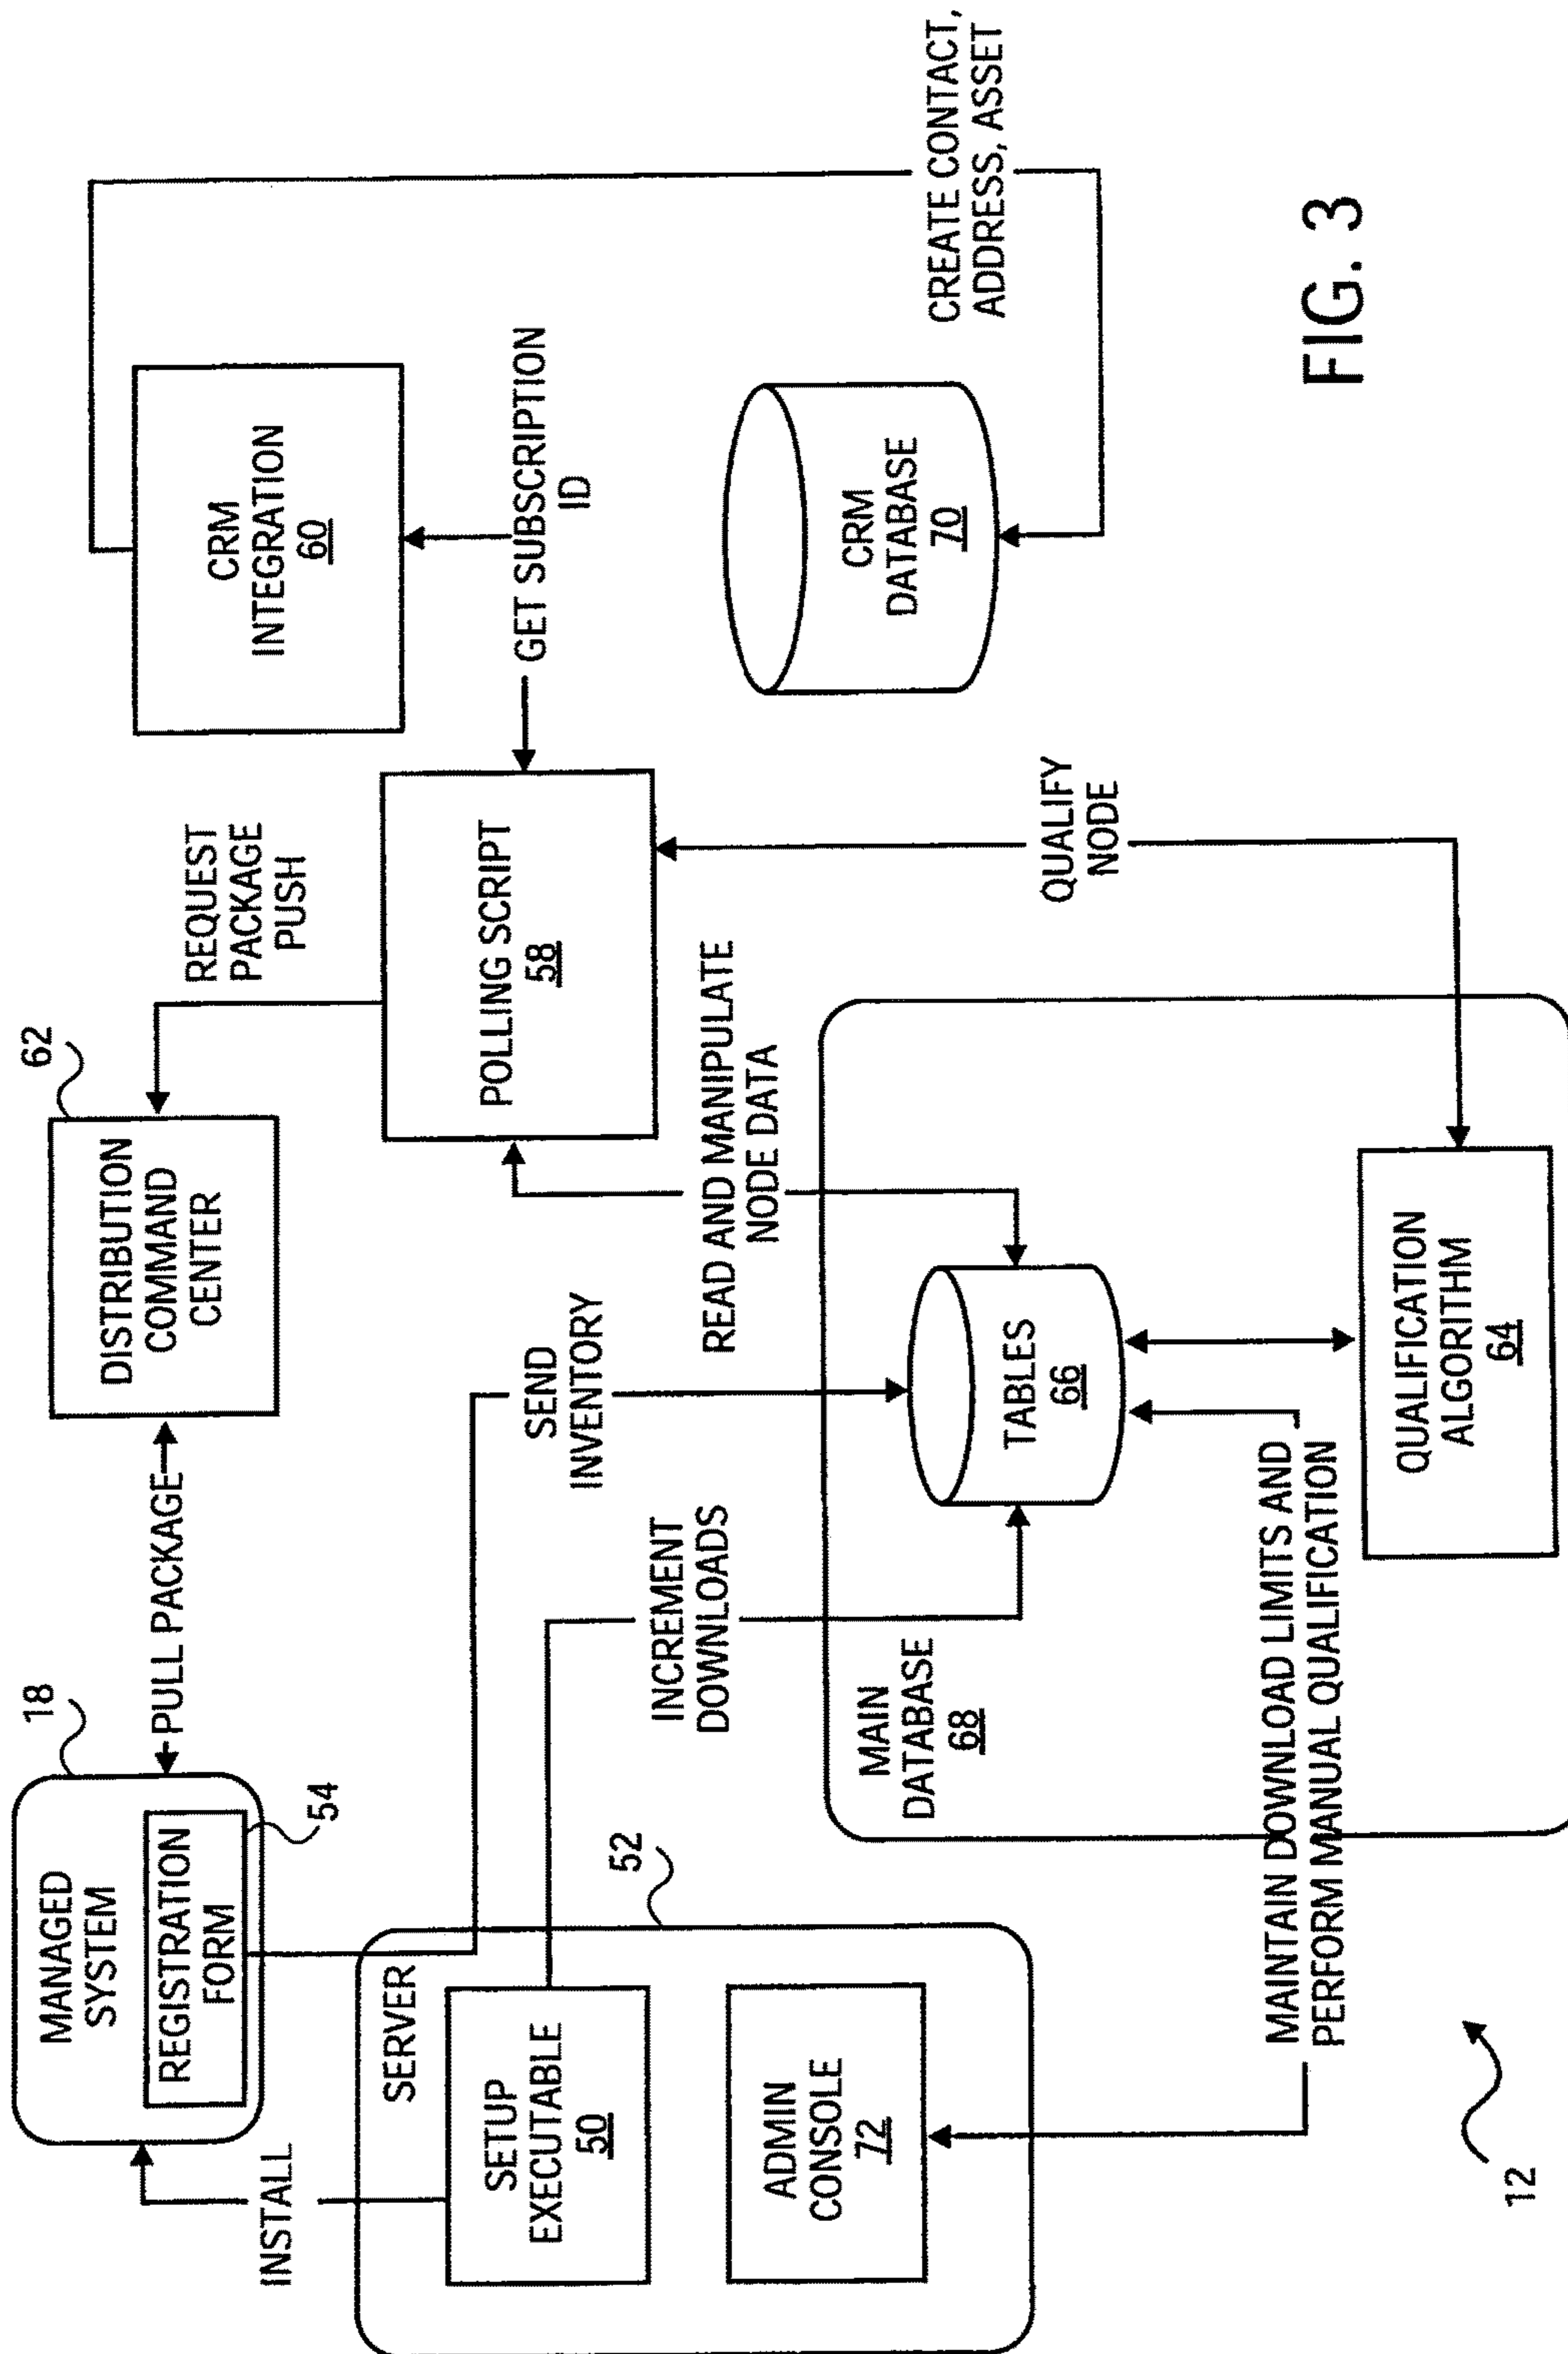 18
MANAGED
SYSTEM
REGISTRATION
FORM
54
PULL PACKAGE
62
DISTRIBUTION
COMMAND
CENTER
REQUEST
PACKAGE
PUSH
CRM
INTEGRATION
60
INSTALL
52
SERVER
SETUP
EXECUTABLE
50
SEND
INVENTORY
POLLING SCRIPT
58
GET SUBSCRIPTION
ID
INCREMENT
DOWNLOADS
READ AND MANIPULATE
NODE DATA
ADMIN
CONSOLE
72
MAIN
DATABASE
68
TABLES
66
CRM
DATABASE
70
CREATE CONTACT,
ADDRESS, ASSET
QUALIFY
NODE
MAINTAIN DOWNLOAD LIMITS AND
PERFORM MANUAL QUALIFICATION
QUALIFICATION
ALGORITHM
64
12
FIG. 3